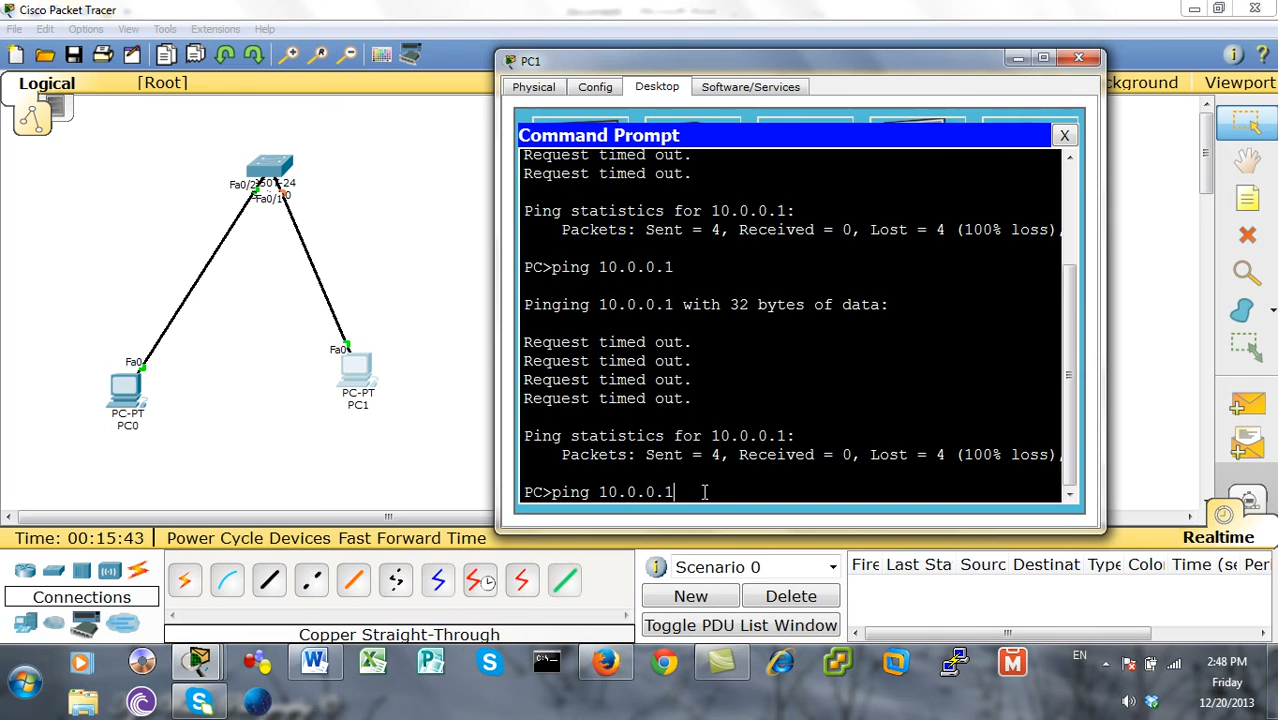 Cisco Packet Tracer
File Edit Options View Tools Extensions Help
Logical
[Root]
ckground
Viewport
PC1
Physical
Config
Desktop
Software/Services
Command Prompt
X
Request timed out.
Request timed out.
Ping statistics for 10.0.0.1:
Packets: Sent = 4, Received = 0, Lost = 4 (100% loss),
PC>ping 10.0.0.1
Pinging 10.0.0.1 with 32 bytes of data:
Request timed out.
Request timed out.
Request timed out.
Request timed out.
Ping statistics for 10.0.0.1:
Packets: Sent = 4, Received = 0, Lost = 4 (100% loss),
PC>ping 10.0.0.1
Fa0/2
Fa0/1
Fa0
PC-PT
PC0
Fa0
PC-PT
PC1
Time: 00:15:43
Power Cycle Devices Fast Forward Time
Realtime
Connections
Copper Straight-Through
Scenario 0
New
Delete
Toggle PDU List Window
Fire Last Sta Sourc Destinat Type Colo Time (se Peri
EN
2:48 PM
Friday
12/20/2013